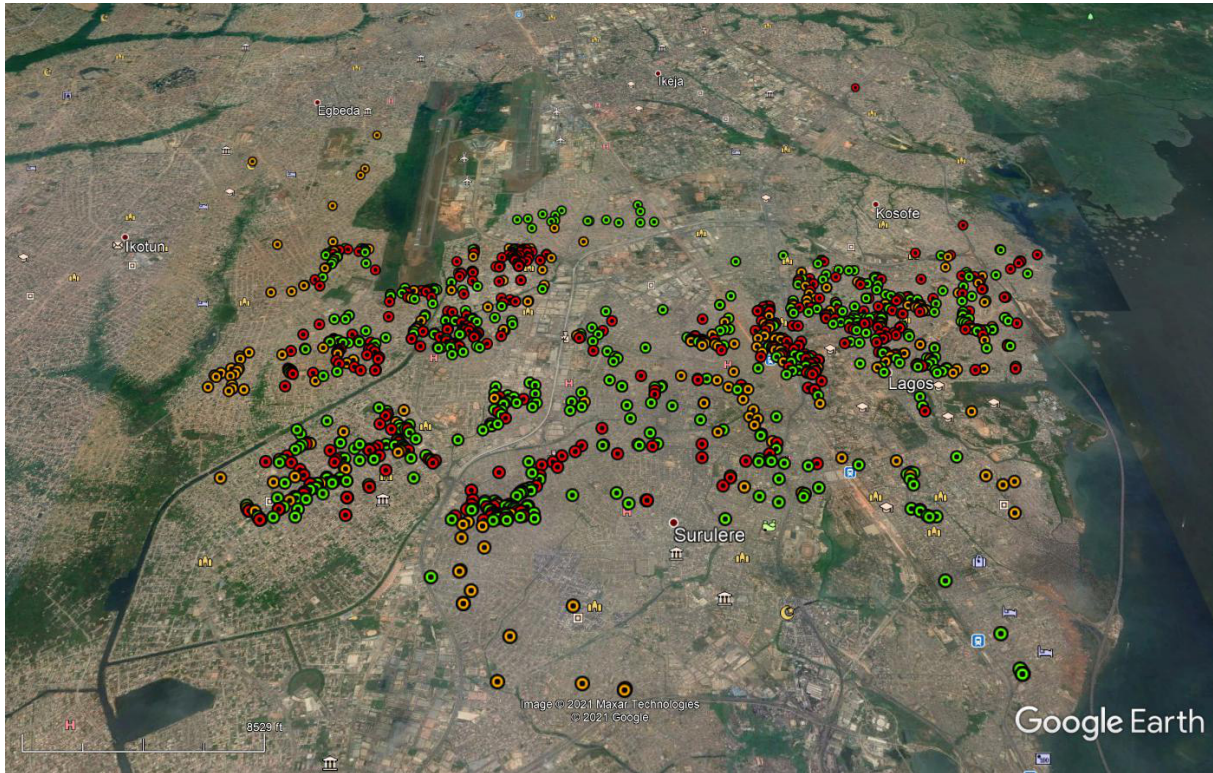 Ikeja
Egbeda
Kosofe
Ikotun
Lagos
Surulere
Image © 2021 Maxar Technologies
© 2021 Google
8529 ft
Google Earth